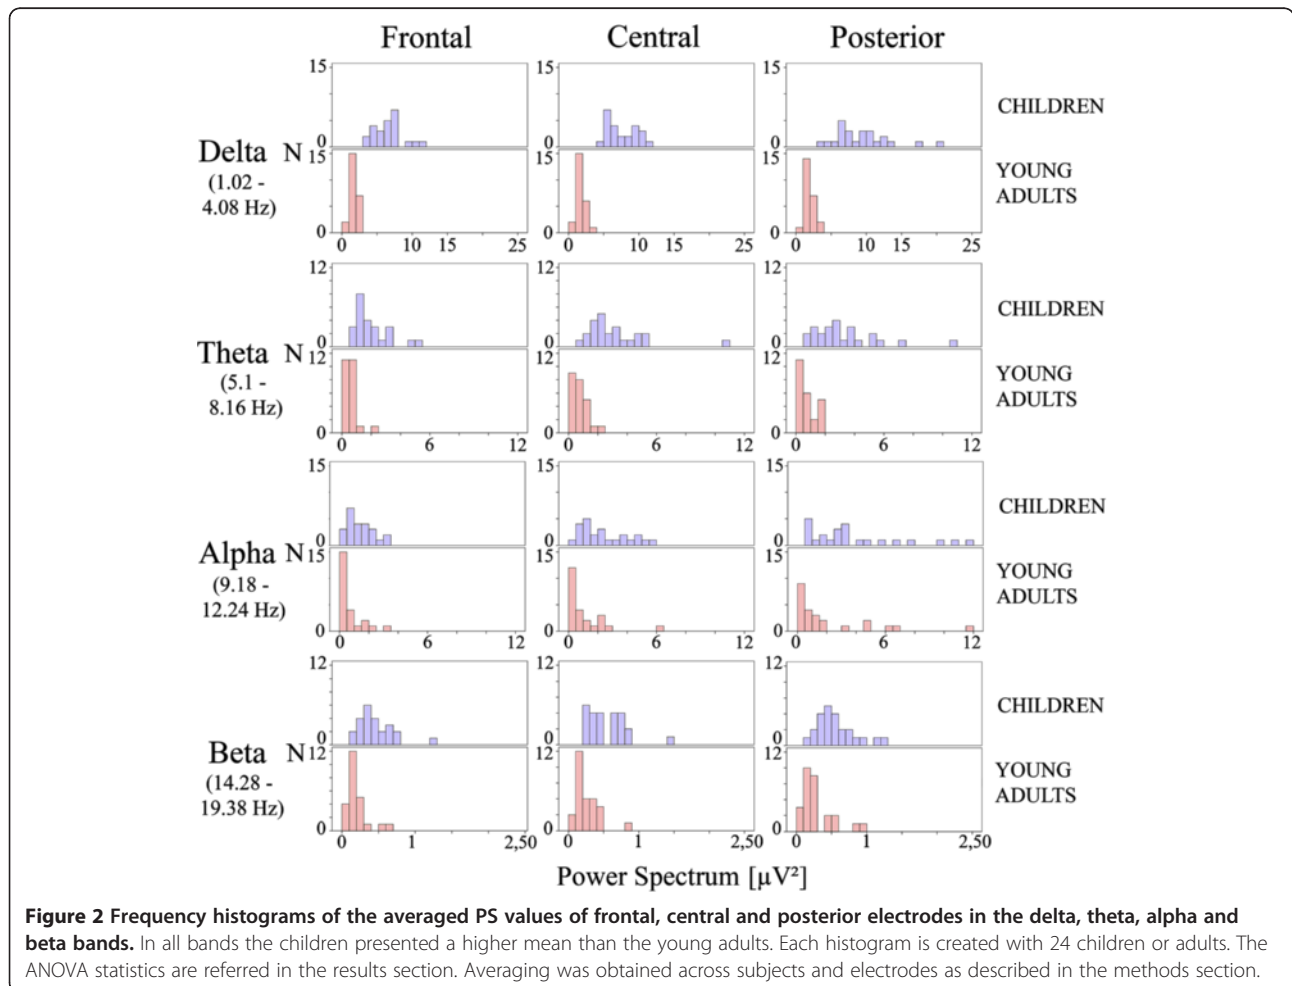 Frontal Central Posterior
15 15 15
CHILDREN
0 0 0
Delta N 15 15 15
(1.02 -
4.08 Hz)
YOUNG
ADULTS
0 0 0
0 10 15 25 0 10 15 25 0 10 15 25
12 12 12
CHILDREN
0 0 0
Theta N 12 12 12
(5.1 -
8.16 Hz)
YOUNG
ADULTS
0 0 0
0 6 12 0 6 12 0 6 12
15 15 15
CHILDREN
0 0 0
Alpha N 15 15 15
(9.18 -
12.24 Hz)
YOUNG
ADULTS
0 0 0
0 6 12 0 6 12 0 6 12
12 12 12
CHILDREN
0 0 0
Beta N 12 12 12
(14.28 -
19.38 Hz)
YOUNG
ADULTS
0 0 0
0 1 2,50 0 1 2,50 0 1 2,50
Power Spectrum [µV²]
Figure 2 Frequency histograms of the averaged PS values of frontal, central and posterior electrodes in the delta, theta, alpha and
beta bands. In all bands the children presented a higher mean than the young adults. Each histogram is created with 24 children or adults. The
ANOVA statistics are referred in the results section. Averaging was obtained across subjects and electrodes as described in the methods section.